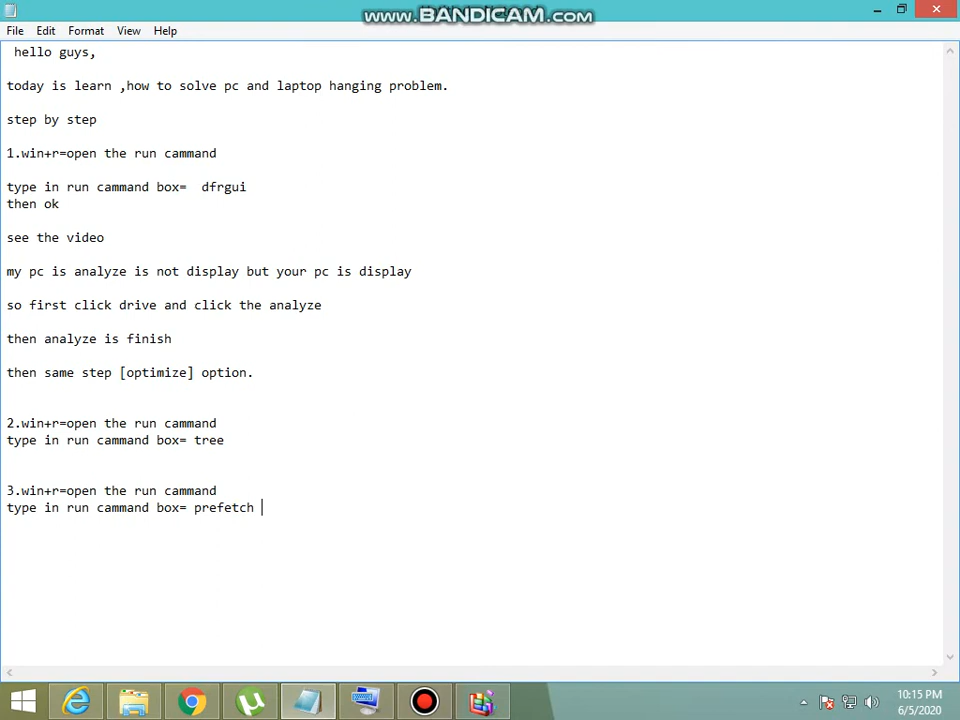 www.BANDICAM.com
File Edit Format View Help
hello guys,
today is learn ,how to solve pc and laptop hanging problem.
step by step
1.win+r=open the run cammand
type in run cammand box=  dfrgui
then ok
see the video
my pc is analyze is not display but your pc is display
so first click drive and click the analyze
then analyze is finish
then same step [optimize] option.
2.win+r=open the run cammand
type in run cammand box= tree
3.win+r=open the run cammand
type in run cammand box= prefetch
10:15 PM
6/5/2020